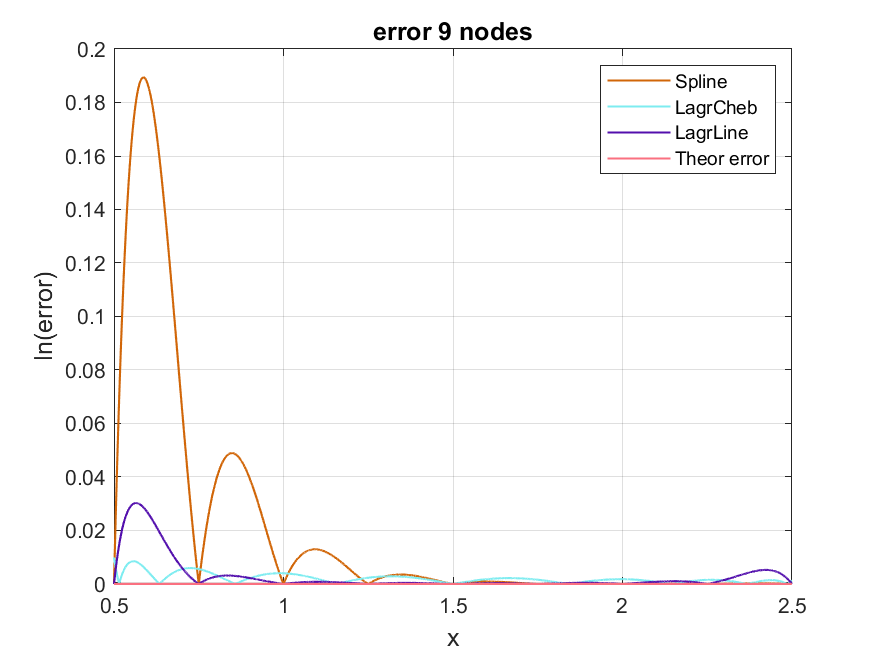 error 9 nodes
0.2
0.18
0.16
0.14
0.12
0.1
0.08
0.06
0.04
0.02
0
ln(error)
Spline
LagrCheb
LagrLine
Theor error
0.5
1
1.5
2
2.5
x